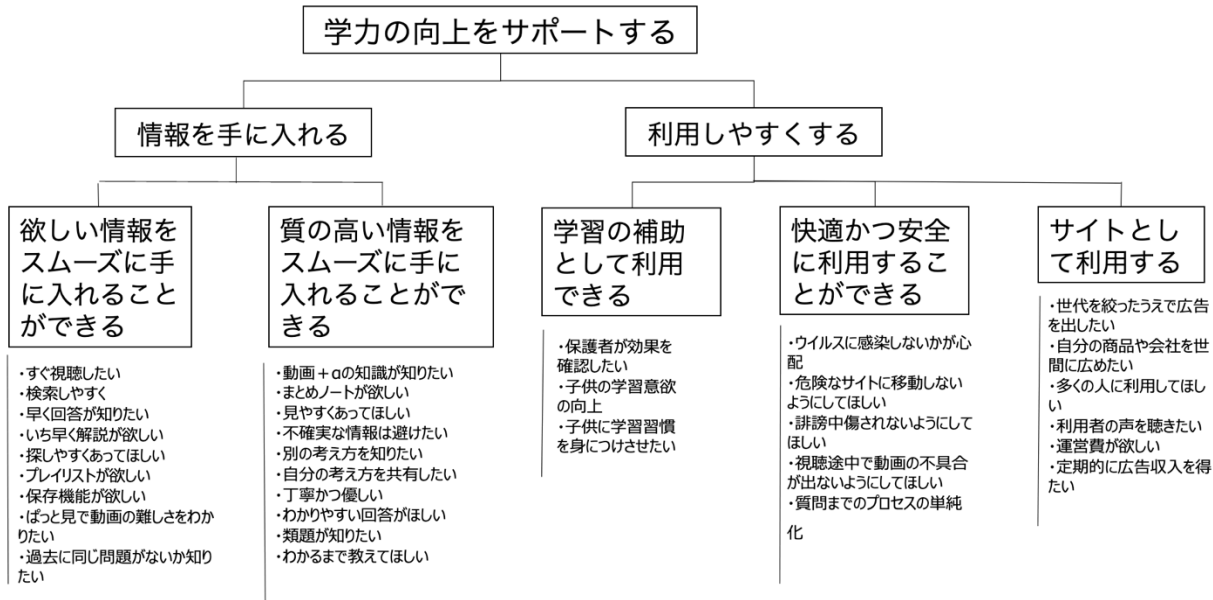 学力の向上をサポートする
情報を手に入れる
利用しやすくする
欲しい情報を
スムーズに手
に入れること
ができる
・すぐ視聴したい
・検索しやすく
・早く回答が知りたい
・いち早く解説が欲しい
・探しやすくあってほしい
・プレイリストが欲しい
・保存機能が欲しい
・ぱっと見で動画の難しさをわか
りたい
・過去に同じ問題がないか知り
たい
質の高い情報を
スムーズに手に
入れることがで
きる
・動画+αの知識が知りたい
・まとめノートが欲しい
・見やすくあってほしい
・不確実な情報は避けたい
・別の考え方を知りたい
・自分の考え方を共有したい
・丁寧かつ優しい
・わかりやすい回答がほしい
・類題が知りたい
・わかるまで教えてほしい
学習の補助
として利用
できる
・保護者が効果を
確認したい
・子供の学習意欲
の向上
・子供に学習習慣
を身につけさせたい
快適かつ安全
に利用するこ
とができる
・ウイルスに感染しないかが心
配
・危険なサイトに移動しない
ようにしてほしい
・誹謗中傷されないようにして
ほしい
・視聴途中で動画の不具合
が出ないようにしてほしい
・質問までのプロセスの単純
化
サイトとし
て利用する
・世代を絞ったうえで広告
を出したい
・自分の商品や会社を世
間に広めたい
・多くの人に利用してほし
い
・利用者の声を聴きたい
・運営費が欲しい
・定期的に広告収入を得
たい